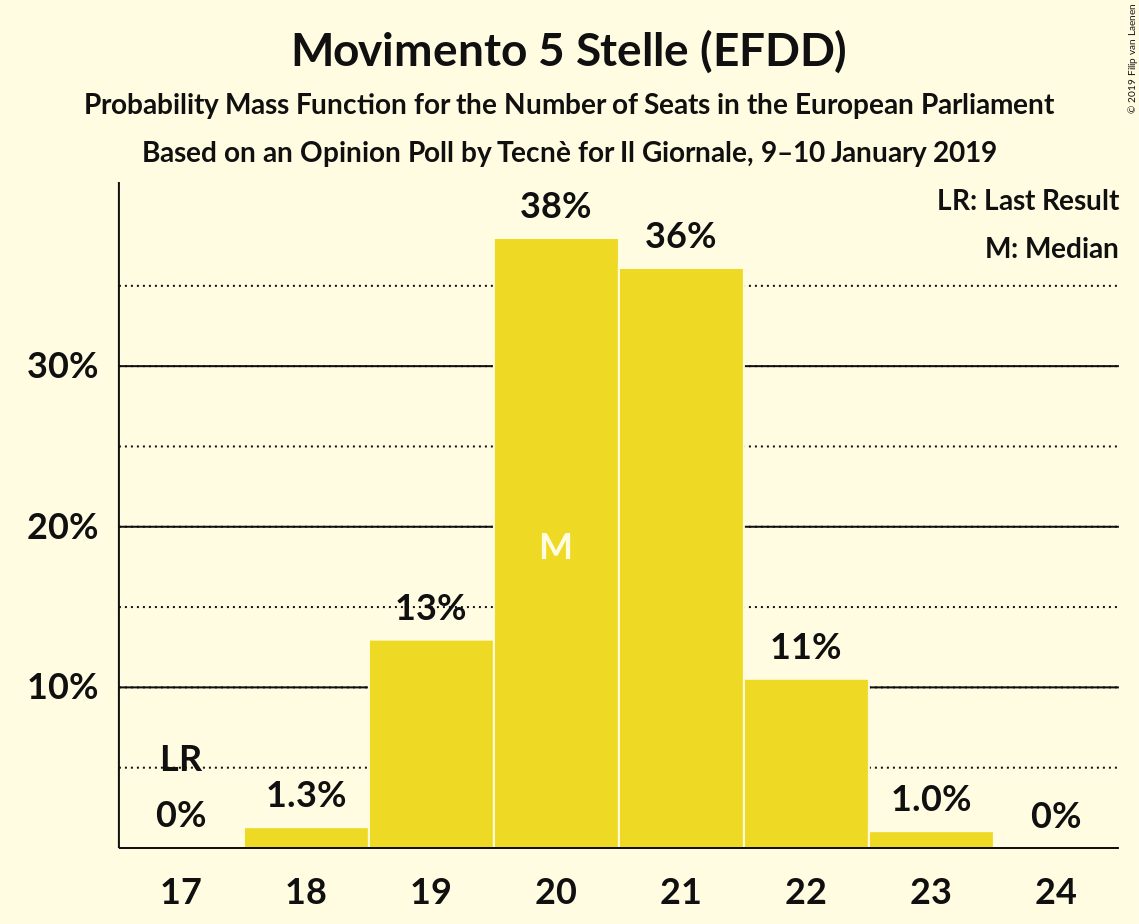 Movimento 5 Stelle (EFDD)
Probability Mass Function for the Number of Seats in the European Parliament
Based on an Opinion Poll by Tecnè for Il Giornale, 9–10 January 2019
© 2019 Filip van Laenen
LR: Last Result
M: Median
38%
36%
30%
20%
M
13%
11%
10%
LR
1.3%
1.0%
0%
0%
17 18 19 20 21 22 23 24